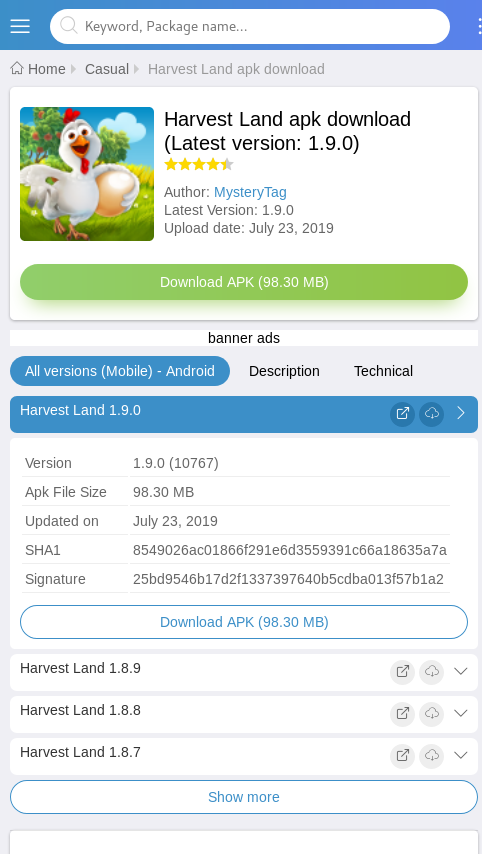 Keyword, Package name...
Home Casual Harvest Land apk download
Harvest Land apk download
(Latest version: 1.9.0)
Author: MysteryTag
Latest Version: 1.9.0
Upload date: July 23, 2019
Download APK (98.30 MB)
banner ads
All versions (Mobile) - Android Description Technical
Harvest Land 1.9.0
Version 1.9.0 (10767)
Apk File Size 98.30 MB
Updated on July 23, 2019
SHA1 8549026ac01866f291e6d3559391c66a18635a7a
Signature 25bd9546b17d2f1337397640b5cdba013f57b1a2
Download APK (98.30 MB)
Harvest Land 1.8.9
Harvest Land 1.8.8
Harvest Land 1.8.7
Show more